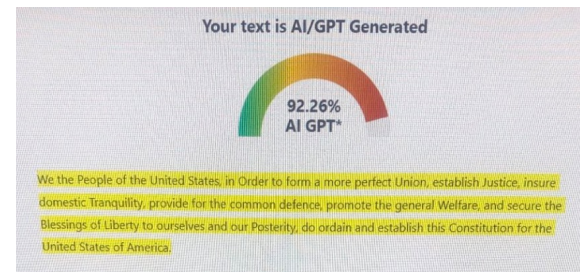 Your text is AI/GPT Generated
92.26%
AI GPT*
We the People of the United States, in Order to form a more perfect Union, establish Justice, insure
domestic Tranquility, provide for the common defence, promote the general Welfare, and secure the
Blessings of Liberty to ourselves and our Posterity, do ordain and establish this Constitution for the
United States of America.